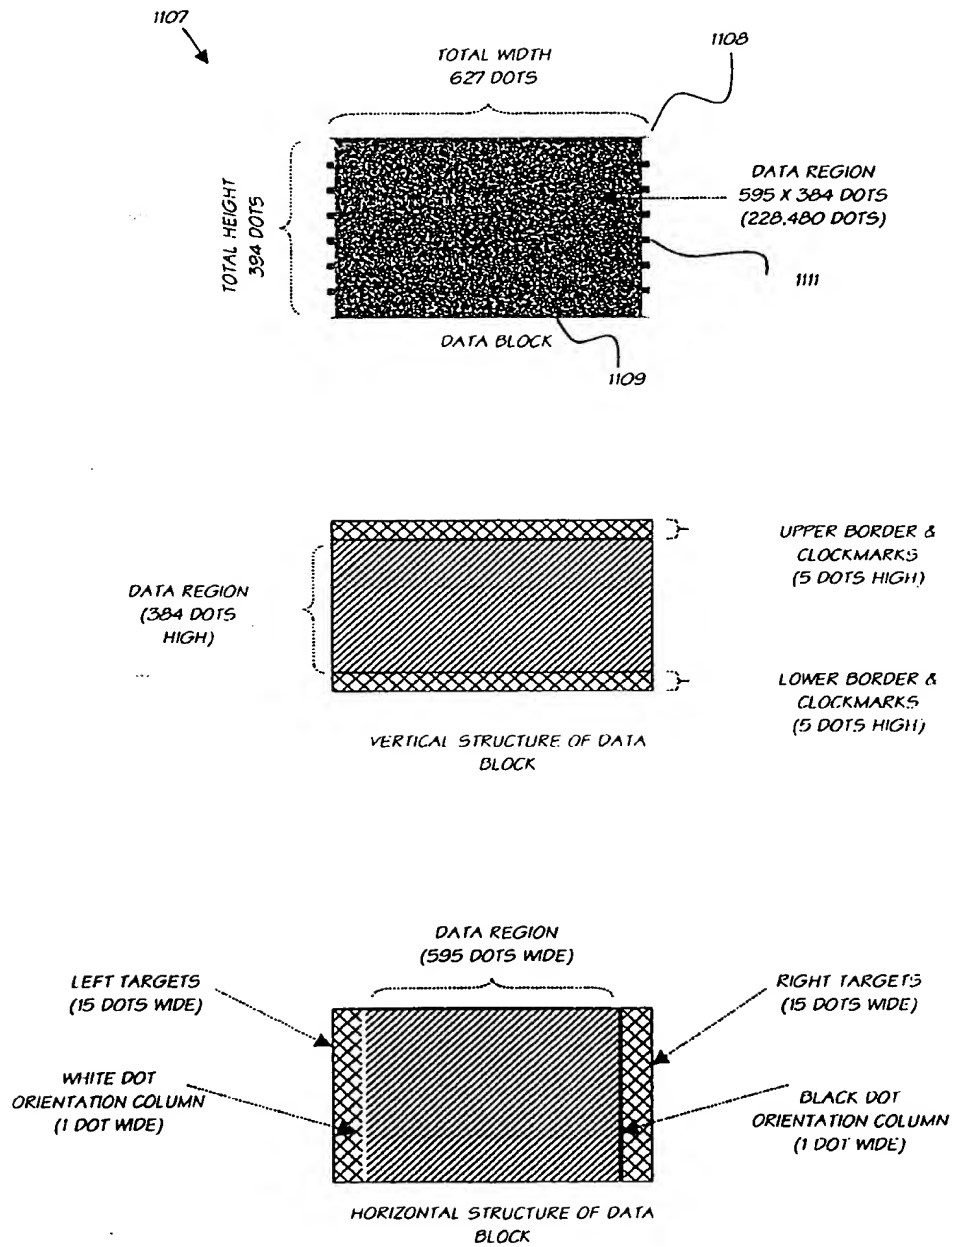 1107
TOTAL WIDTH
627 DOTS
1108
TOTAL HEIGHT
394 DOTS
DATA REGION
595 X 384 DOTS
(228,480 DOTS)
1111
DATA BLOCK
1109
UPPER BORDER &
CLOCKMARKS
(5 DOTS HIGH)
DATA REGION
(384 DOTS
HIGH)
LOWER BORDER &
CLOCKMARKS
(5 DOTS HIGH)
VERTICAL STRUCTURE OF DATA
BLOCK
DATA REGION
(595 DOTS WIDE)
LEFT TARGETS
(15 DOTS WIDE)
RIGHT TARGETS
(15 DOTS WIDE)
WHITE DOT
ORIENTATION COLUMN
(1 DOT WIDE)
BLACK DOT
ORIENTATION COLUMN
(1 DOT WIDE)
HORIZONTAL STRUCTURE OF DATA
BLOCK